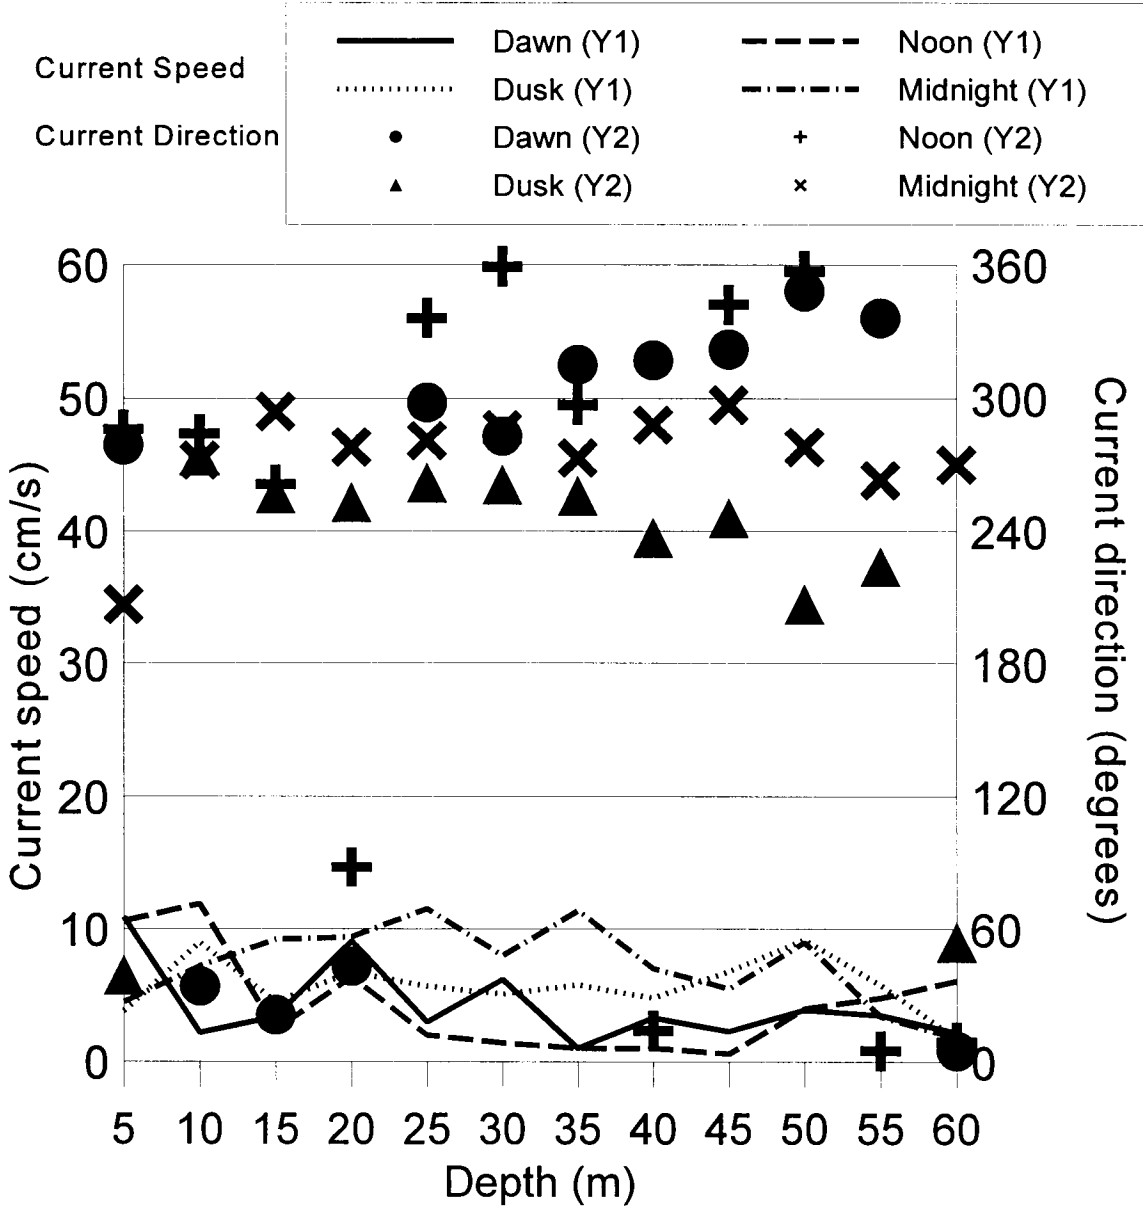 Current Speed
Dawn (Y1) Noon (Y1)
Dusk (Y1) Midnight (Y1)
Current Direction
Dawn (Y2) Noon (Y2)
Dusk (Y2) Midnight (Y2)
60 360
50 300
40 240
30 180
20 120
10 60
0 0
Current speed (cm/s)
Current direction (degrees)
5 10 15 20 25 30 35 40 45 50 55 60
Depth (m)